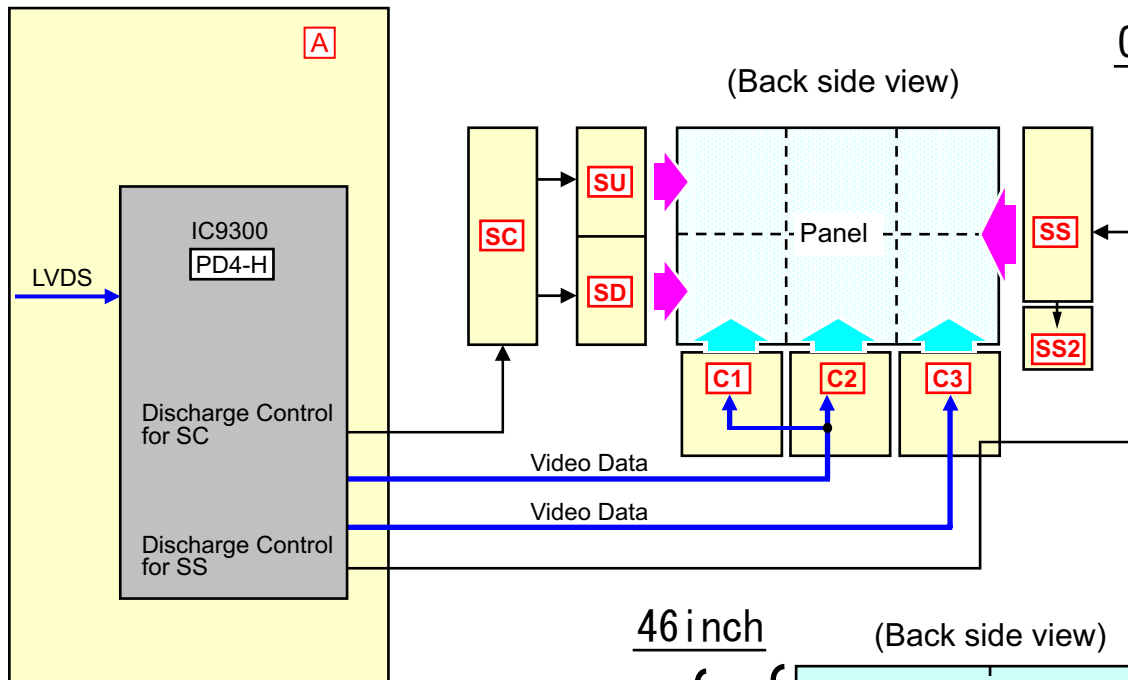 A
(Back side view)
SU
SC
Panel
SS
IC9300
PD4-H
LVDS
SD
SS2
C1
C2
C3
Discharge Control
for SC
Video Data
Video Data
Discharge Control
for SS
46inch
(Back side view)